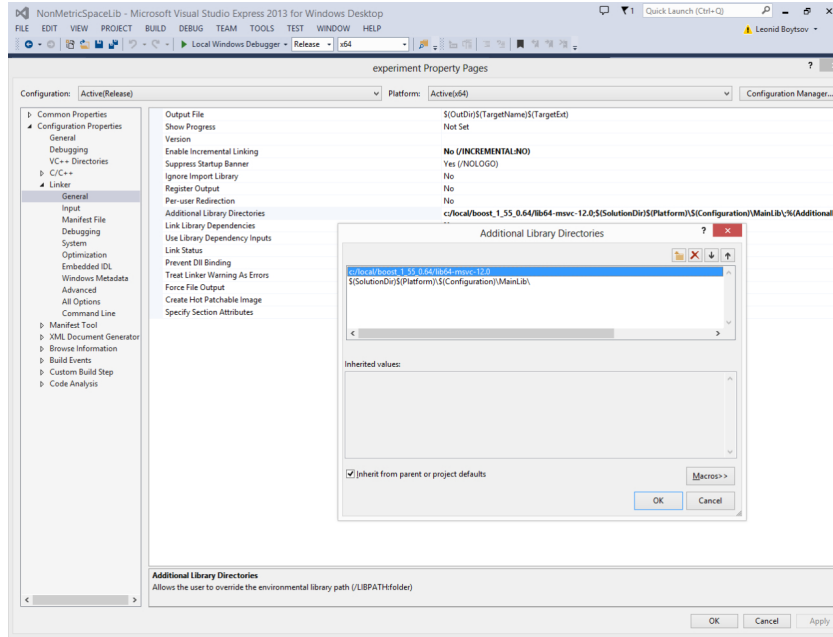 NonMetricSpaceLib - Microsoft Visual Studio Express 2013 for Windows Desktop
1
Quick Launch (Ctrl+Q)
FILE EDIT VIEW PROJECT BUILD DEBUG TEAM TOOLS TEST WINDOW HELP
Leonid Boytsov
Local Windows Debugger
Release
x64
experiment Property Pages
?
Configuration:
Active(Release)
Platform:
Active(x64)
Configuration Manager...
Common Properties
Configuration Properties
General
Debugging
VC++ Directories
C/C++
Linker
General
Input
Manifest File
Debugging
System
Optimization
Embedded IDL
Windows Metadata
Advanced
All Options
Command Line
Manifest Tool
XML Document Generator
Browse Information
Build Events
Custom Build Step
Code Analysis
Output File $(OutDir)$(TargetName)$(TargetExt)
Show Progress Not Set
Version
Enable Incremental Linking No (/INCREMENTAL:NO)
Suppress Startup Banner Yes (/NOLOGO)
Ignore Import Library No
Register Output No
Per-user Redirection No
Additional Library Directories c:/local/boost_1_55_0.64/lib64-msvc-12.0;$(SolutionDir)$(Platform)\$(Configuration)\MainLib\;%(Additional
Link Library Dependencies
Use Library Dependency Inputs
Link Status
Prevent Dll Binding
Treat Linker Warning As Errors
Force File Output
Create Hot Patchable Image
Specify Section Attributes
Additional Library Directories
?
c:/local/boost_1_55_0.64/lib64-msvc-12.0
$(SolutionDir)$(Platform)\$(Configuration)\MainLib\
Inherited values:
Inherit from parent or project defaults
Macros>>
OK
Cancel
Additional Library Directories
Allows the user to override the environmental library path (/LIBPATH:folder)
OK
Cancel
Apply